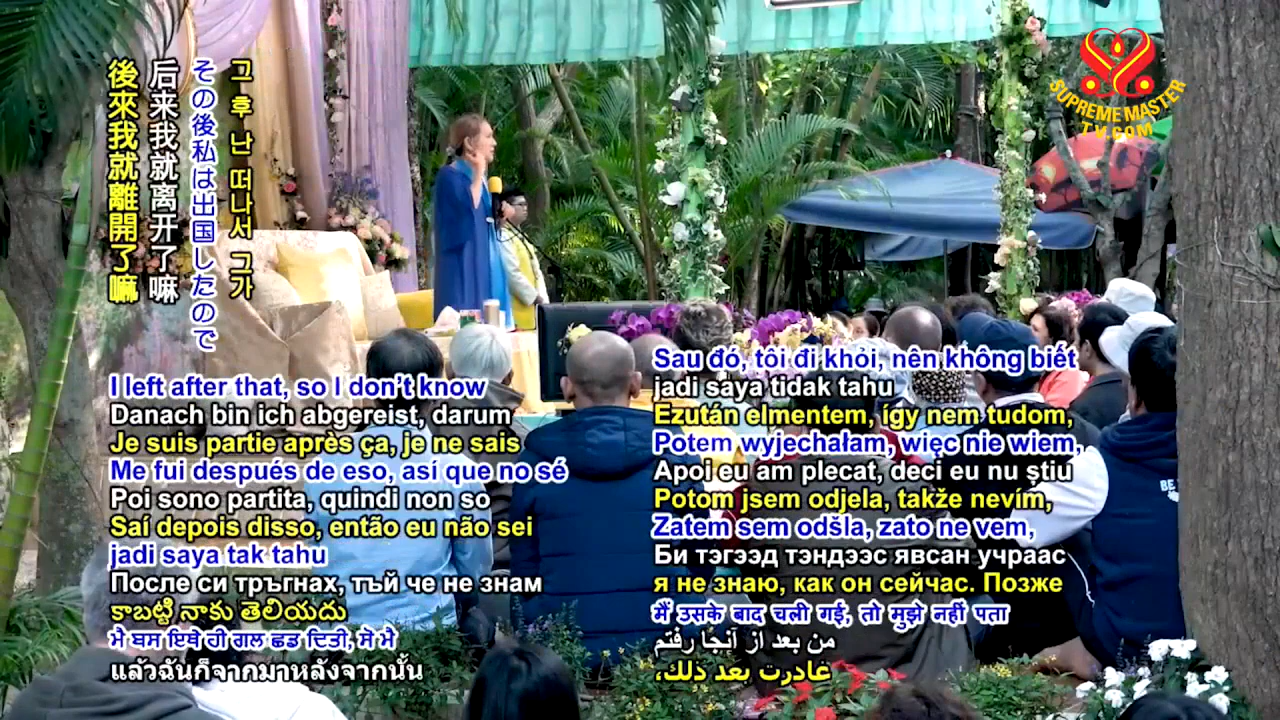 後來我就離開了嘛
后来我就离开了嘛
その後私は出国したので
그 후 난 떠나서 그가
SUPREME MASTER
TV.COM
I left after that, so I don't know
Danach bin ich abgereist, darum
Je suis partie après ça, je ne sais
Me fui después de eso, así que no sé
Poi sono partita, quindi non so
Saí depois disso, então eu não sei
jadi saya tak tahu
После си тръгнах, тъй че не знам
కాబట్టి నాకు తెలియదు
ਮੈ ਬਸ ਇਥੇ ਹੀ ਗਲ ਛਡ ਦਿਤੀ, ਸੋ ਮੈ
แล้วฉันก็จากมาหลังจากนั้น
Sau đó, tôi đi khỏi, nên không biết
jadi saya tidak tahu
Ezután elmentem, így nem tudom,
Potem wyjechałam, więc nie wiem,
Apoi eu am plecat, deci eu nu știu
Potom jsem odjela, takže nevím,
Zatem sem odšla, zato ne vem,
Би тэгээд тэндээс явсан учраас
я не знаю, как он сейчас. Позже
मैं उसके बाद चली गई, तो मुझे नहीं पता
من بعد از آنجا رفتم
غادرت بعد ذلك،
BE